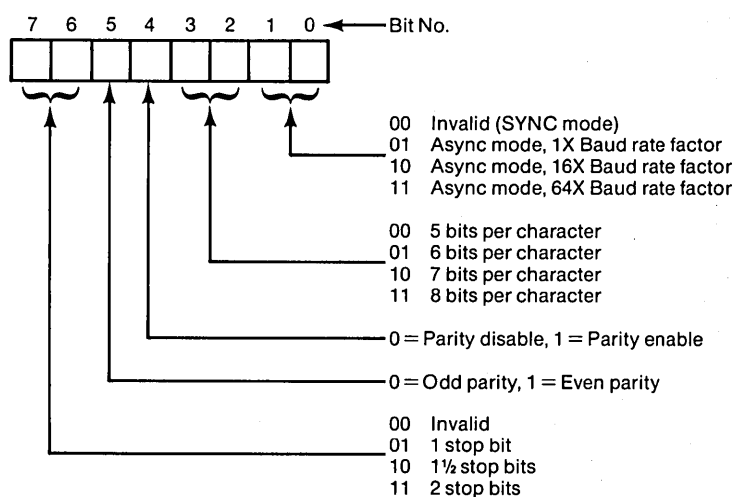 7 6 5 4 3 2 1 0 Bit No.
00 Invalid (SYNC mode)
01 Async mode, 1X Baud rate factor
10 Async mode, 16X Baud rate factor
11 Async mode, 64X Baud rate factor
00 5 bits per character
01 6 bits per character
10 7 bits per character
11 8 bits per character
0 = Parity disable, 1 = Parity enable
0 = Odd parity, 1 = Even parity
00 Invalid
01 1 stop bit
10 1½ stop bits
11 2 stop bits